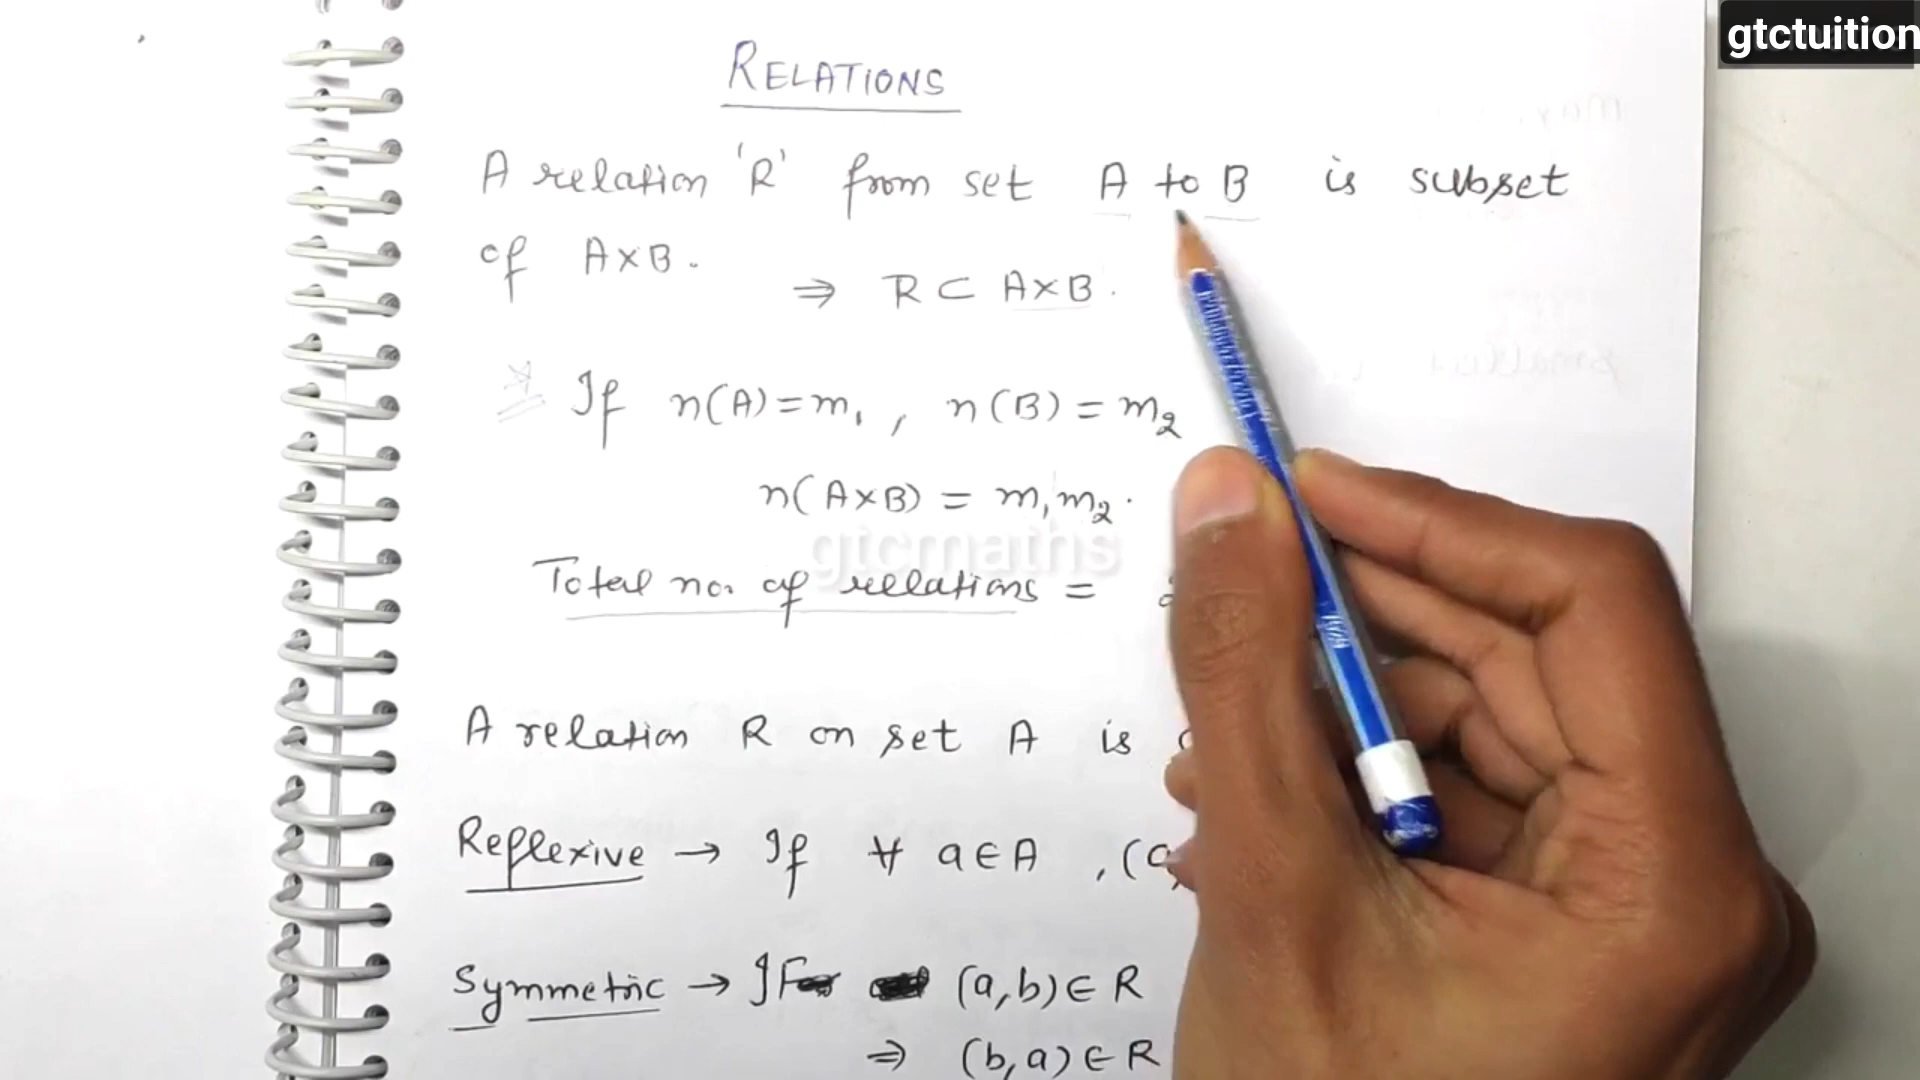 gtctuition
RELATIONS
A relation 'R' from set A to B is subset
of A×B.
⇒ R ⊂ A×B.
If n(A)=m₁, n(B)=m₂
n(A×B) = m₁m₂.
gtcmaths
Total no. of relations =
A relation R on set A is
Reflexive → If ∀ a∈A, (a,
Symmetric → If (a,b)∈R
⇒ (b,a)∈R